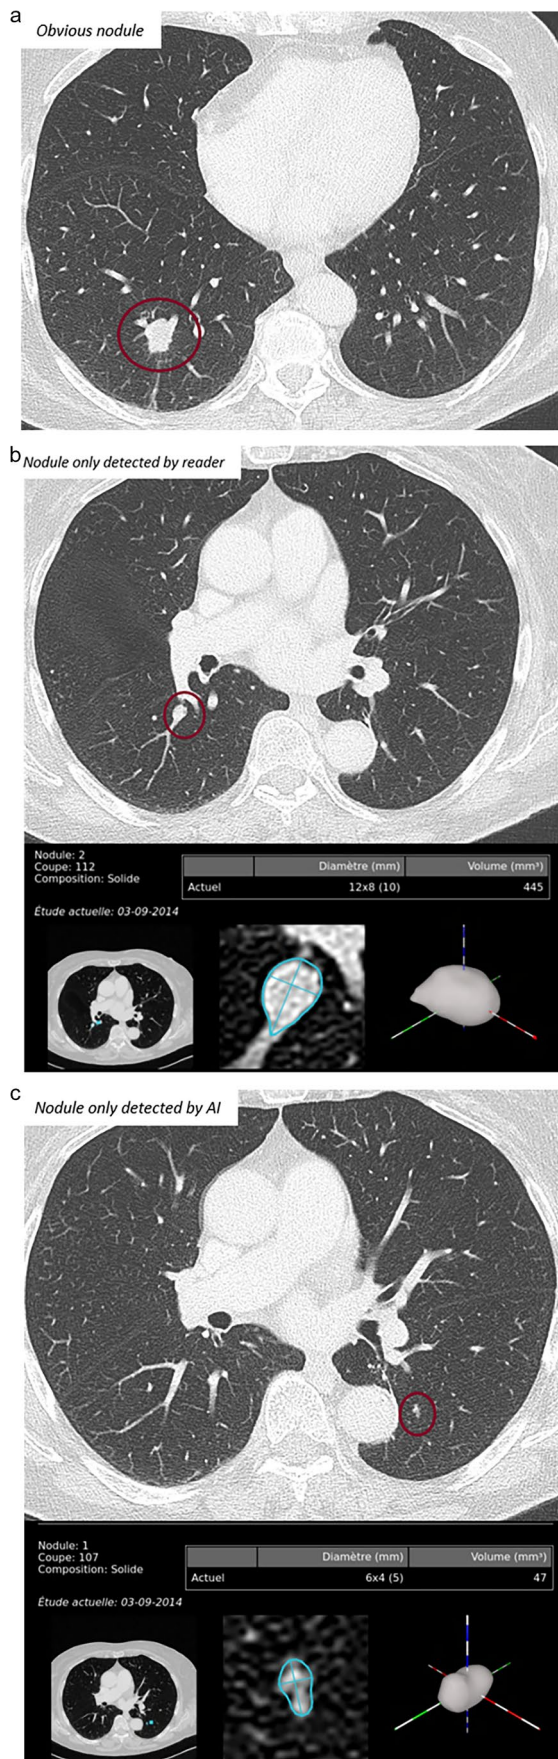 a
Obvious nodule
b
Nodule only detected by reader
Nodule: 2
Coupe: 112
Composition: Solide
Diamètre (mm) Volume (mm³)
Actuel 12x8 (10) 445
Étude actuelle: 03-09-2014
c
Nodule only detected by AI
Nodule: 1
Coupe: 107
Composition: Solide
Diamètre (mm) Volume (mm³)
Actuel 6x4 (5) 47
Étude actuelle: 03-09-2014